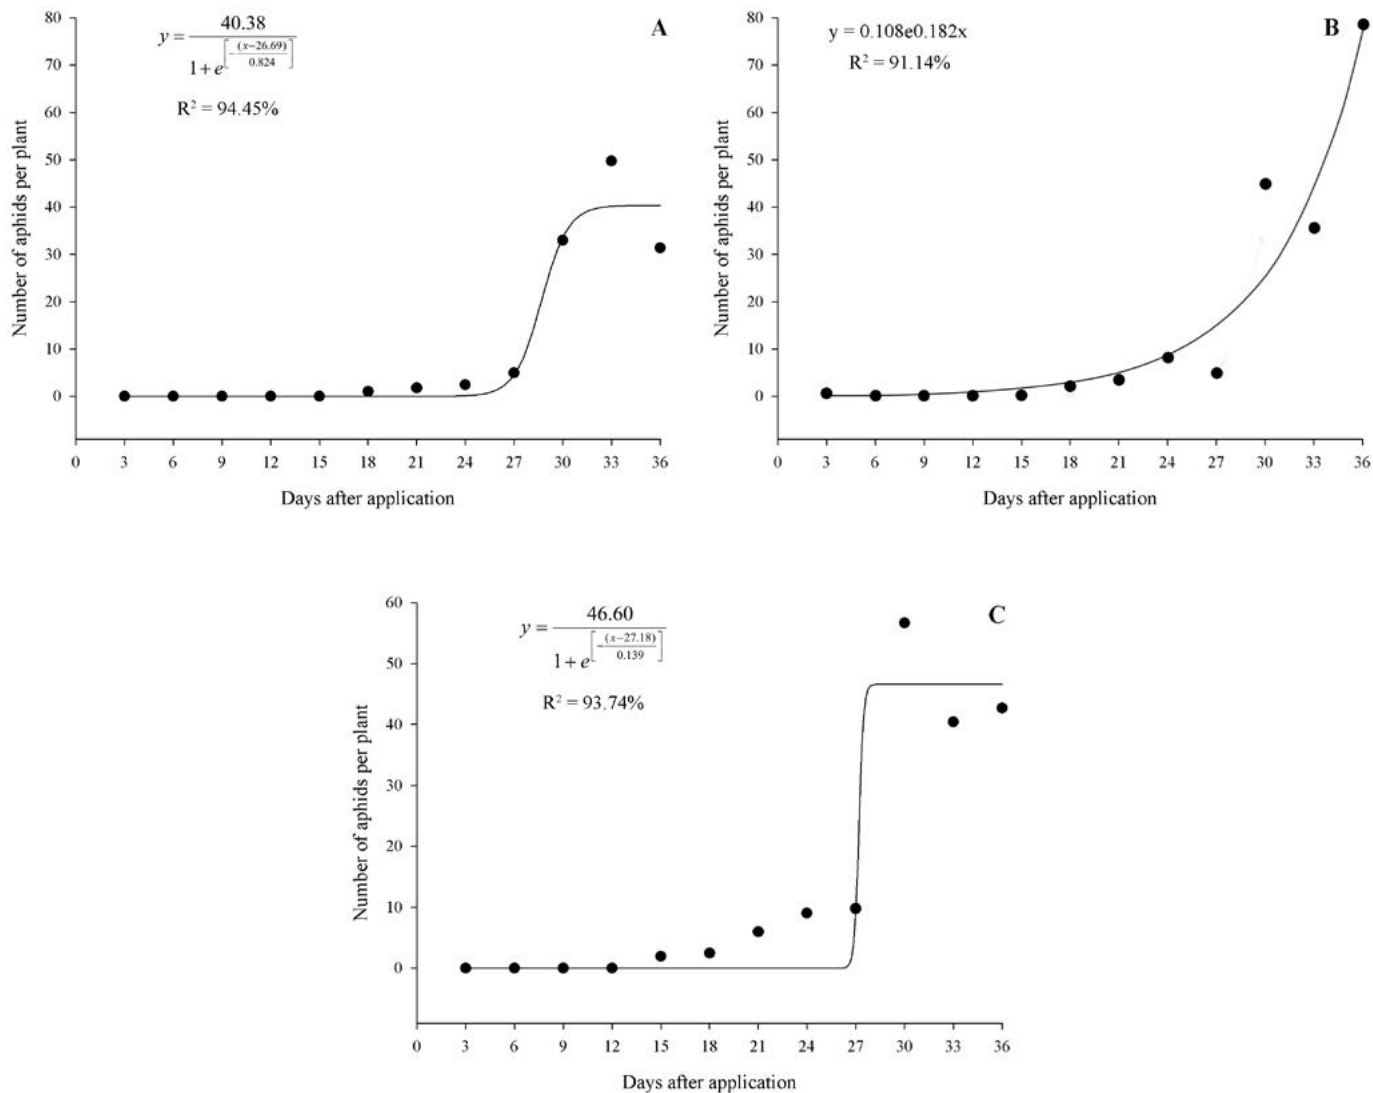 A
y = 40.38 / 1 + e^[-(x-26.69)/0.824]
R² = 94.45%
Number of aphids per plant
80
70
60
50
40
30
20
10
0
0 3 6 9 12 15 18 21 24 27 30 33 36
Days after application
B
y = 0.108e0.182x
R² = 91.14%
Number of aphids per plant
80
70
60
50
40
30
20
10
0
0 3 6 9 12 15 18 21 24 27 30 33 36
Days after application
C
y = 46.60 / 1 + e^[-(x-27.18)/0.139]
R² = 93.74%
Number of aphids per plant
60
50
40
30
20
10
0
0 3 6 9 12 15 18 21 24 27 30 33 36
Days after application